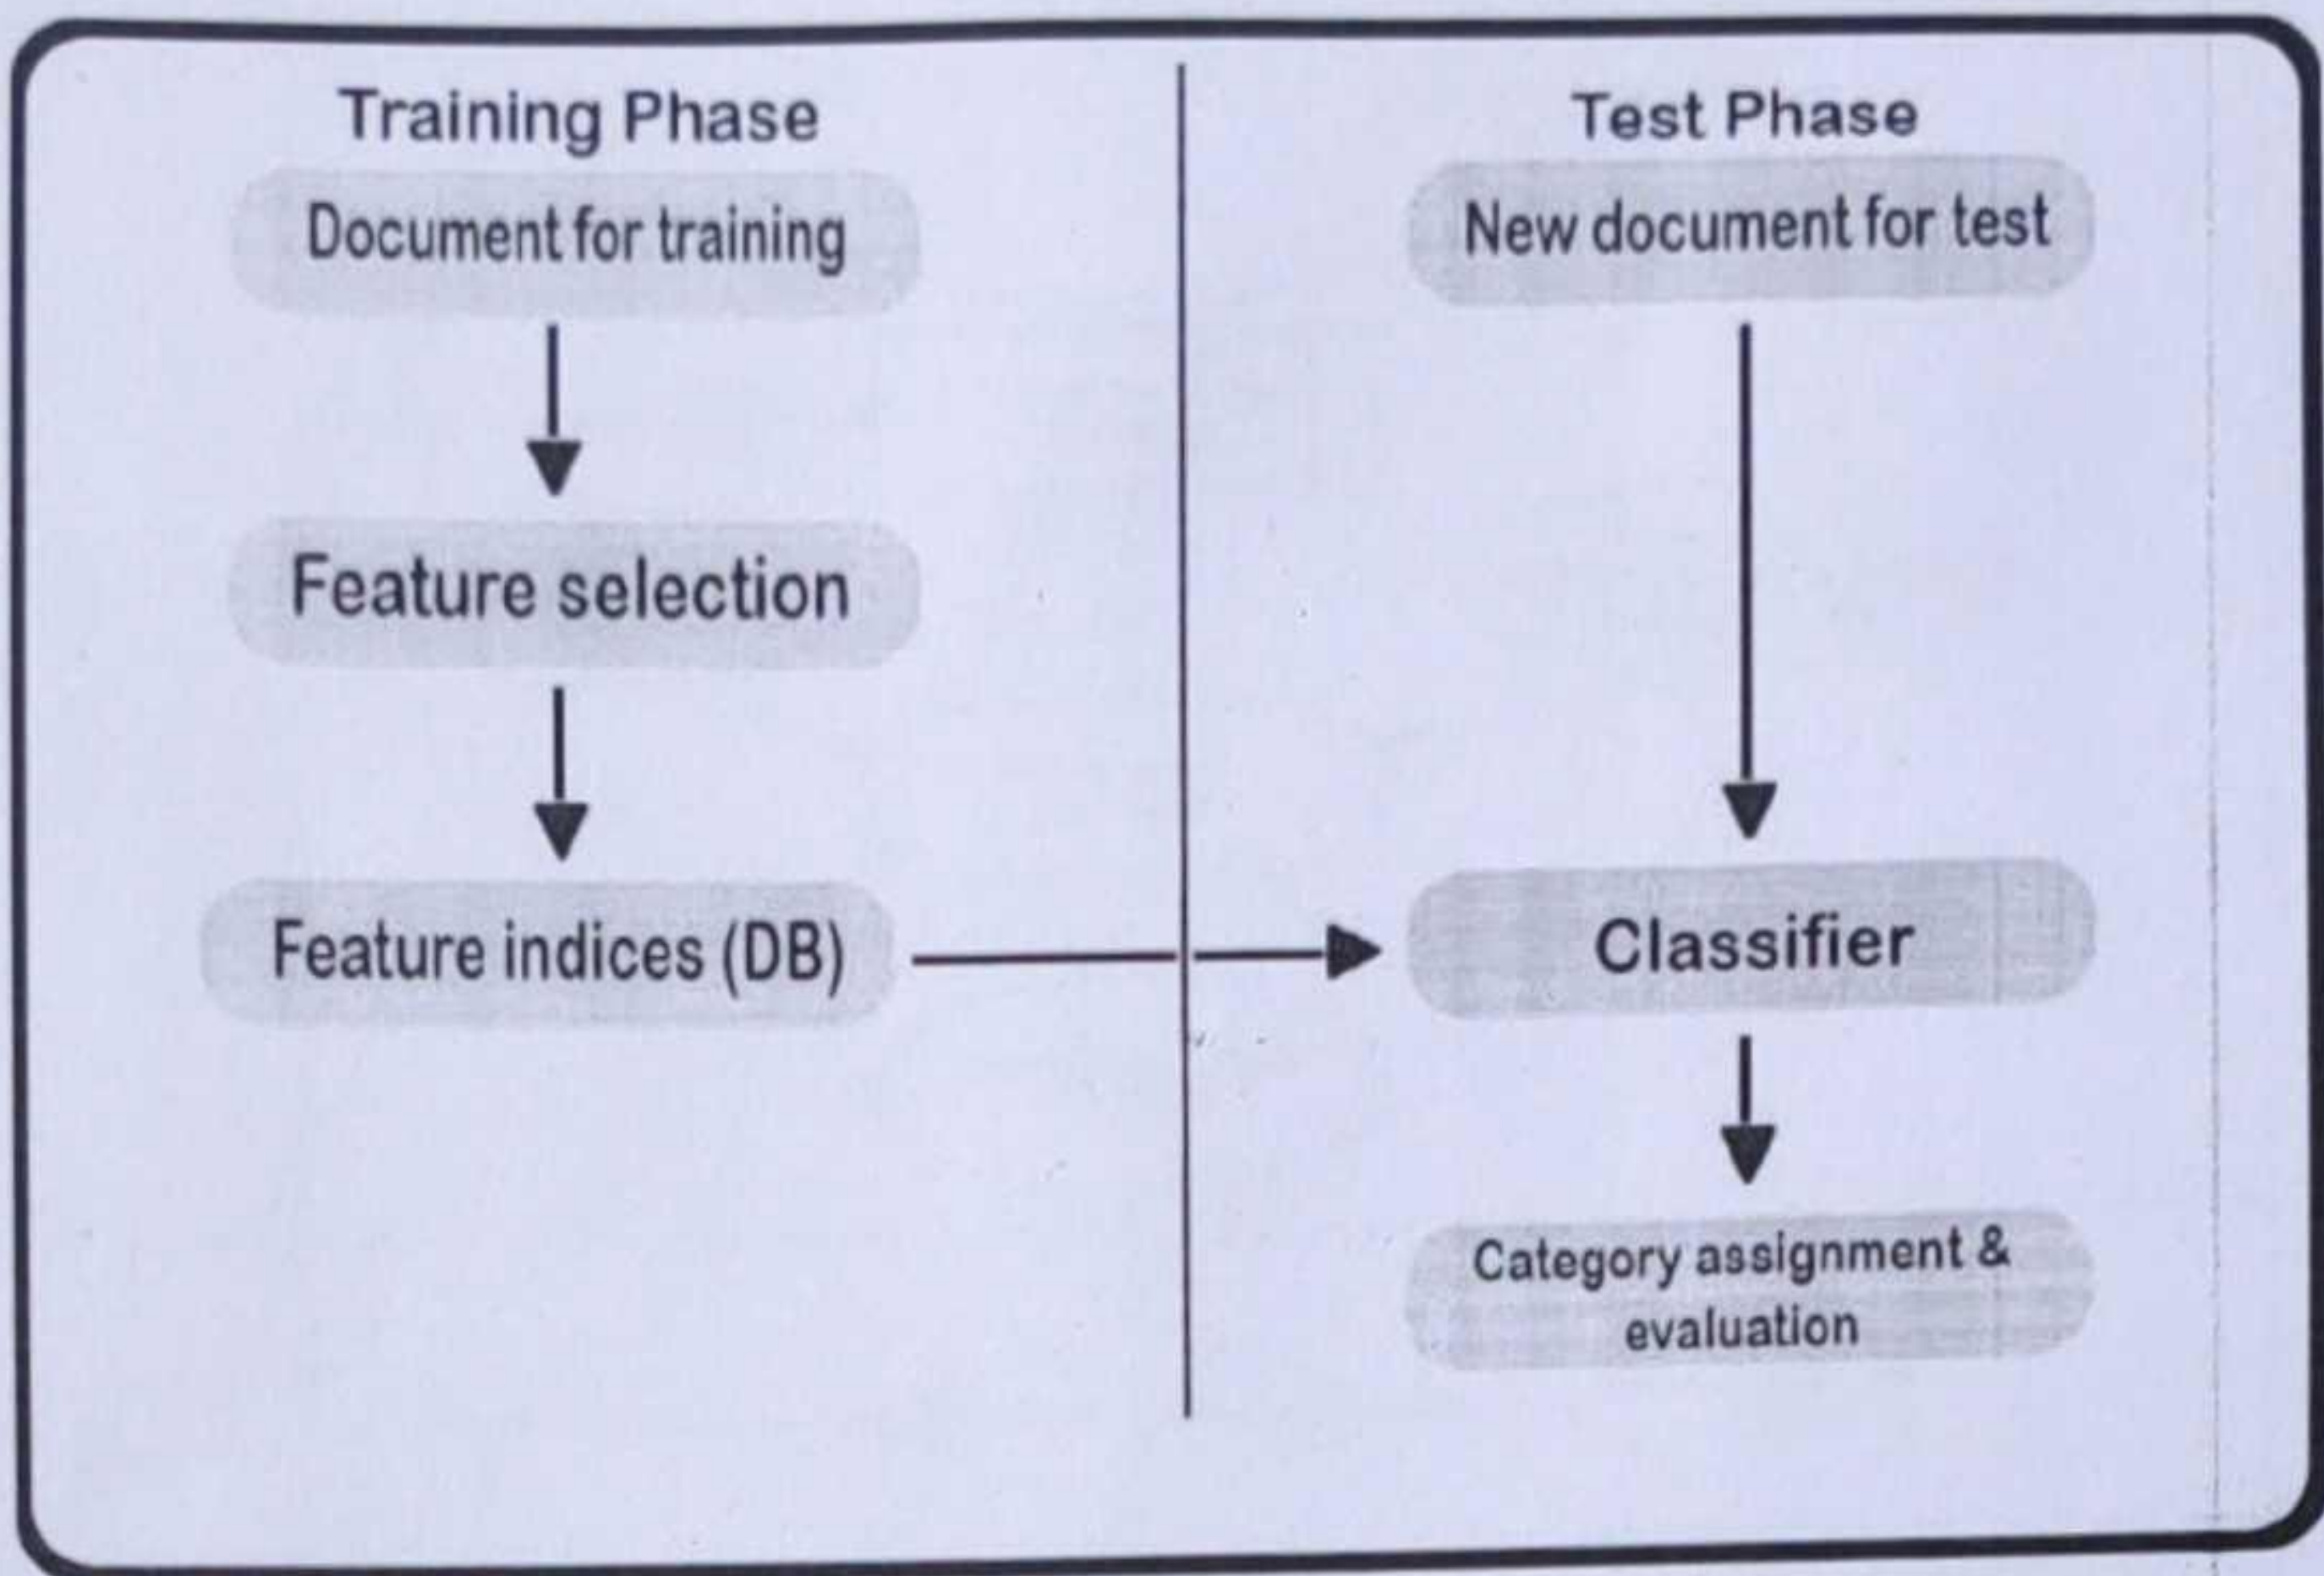 Training Phase
Document for training
Feature selection
Feature indices (DB)
Test Phase
New document for test
Classifier
Category assignment &
evaluation